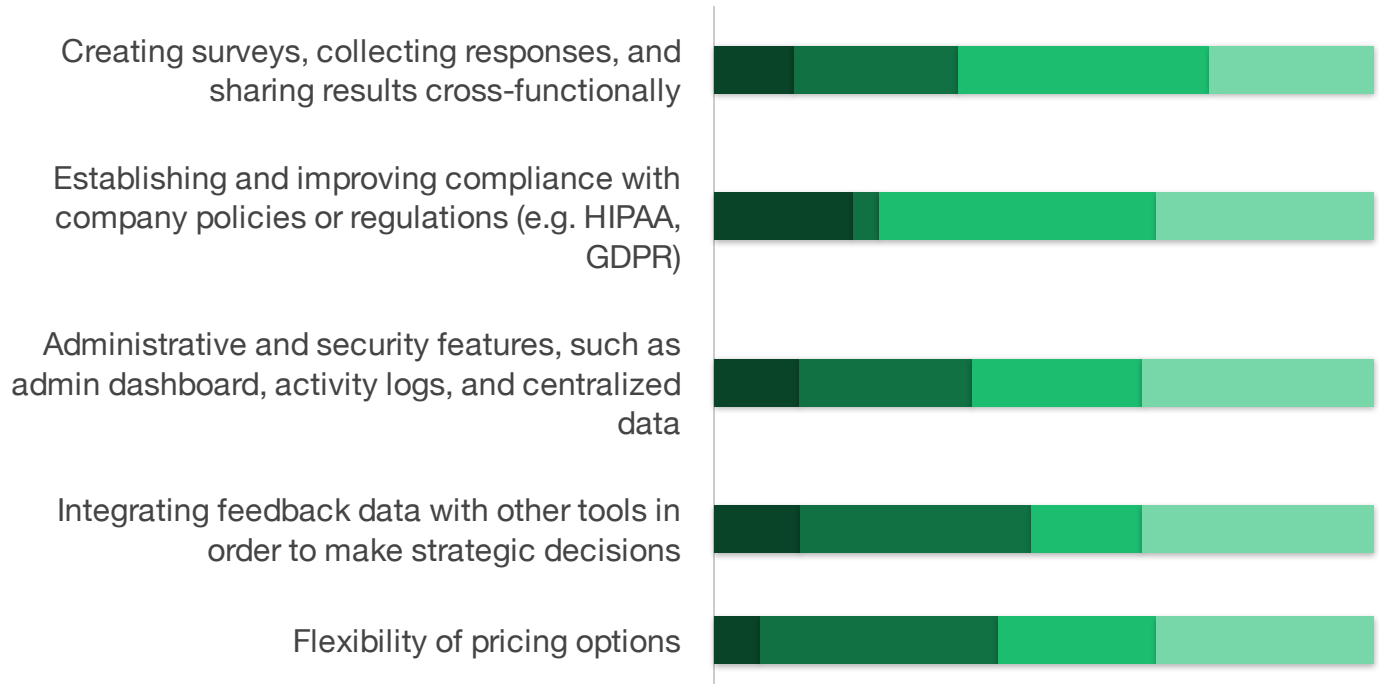 Creating surveys, collecting responses, and
sharing results cross-functionally
Establishing and improving compliance with
company policies or regulations (e.g. HIPAA,
GDPR)
Administrative and security features, such as
admin dashboard, activity logs, and centralized
data
Integrating feedback data with other tools in
order to make strategic decisions
Flexibility of pricing options